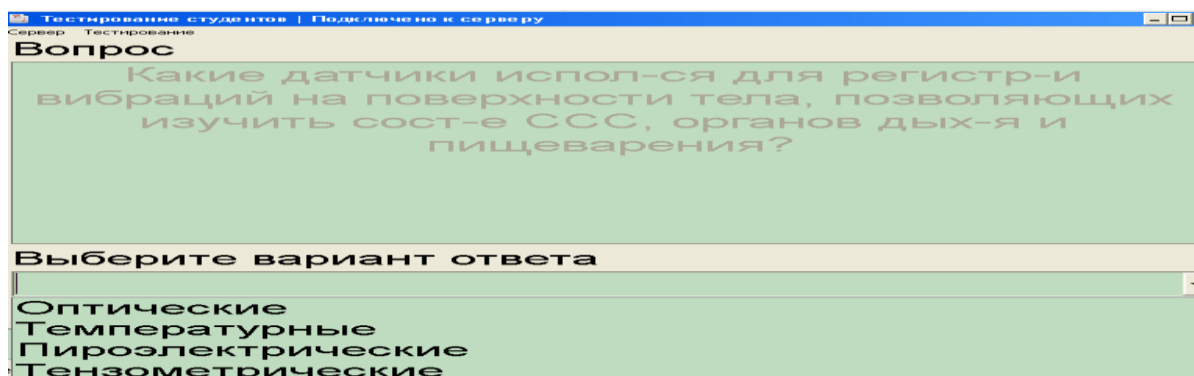 Тестирование студентов | Подключено к серверу
Сервер Тестирование
Вопрос
Какие датчики испол-ся для регистр-и
вибраций на поверхности тела, позволяющих
изучить сост-е ССС, органов дых-я и
пищеварения?
Выберите вариант ответа
Оптические
Температурные
Пироэлектрические
Тензометрические